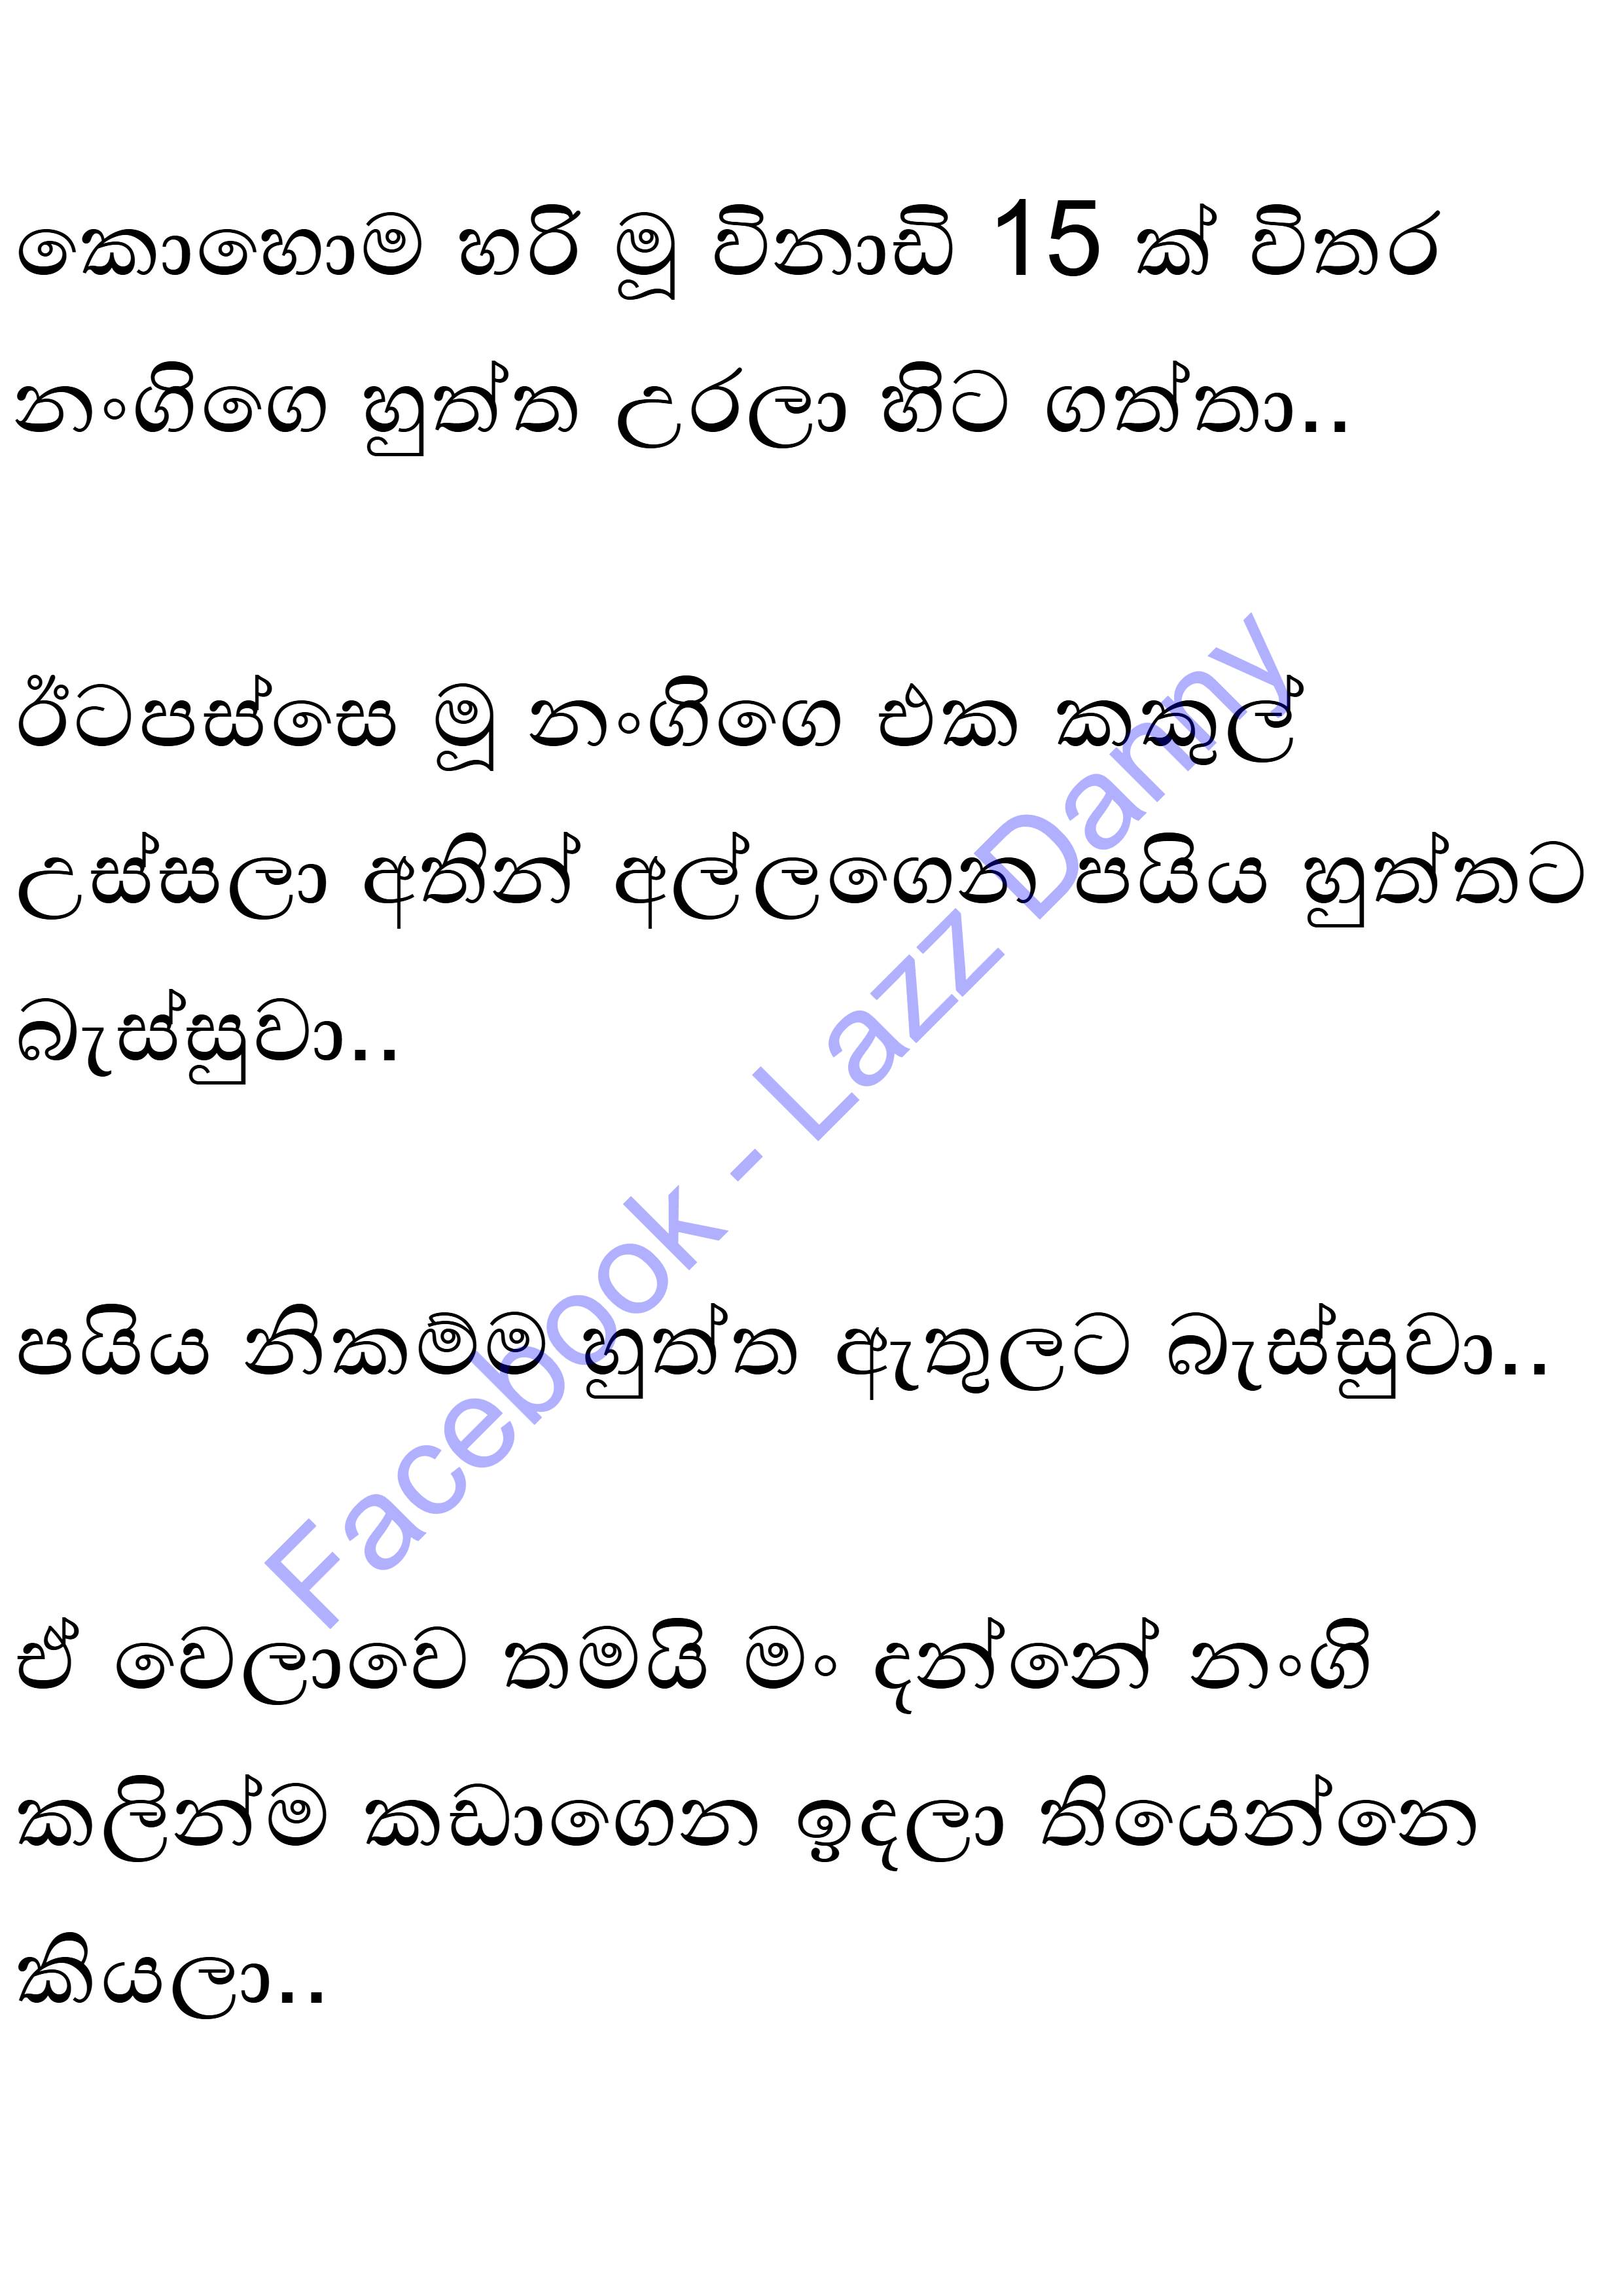 කොහොම හරි මූ විනාඩි 15 ක් විතර
නංගිගෙ හුත්ත උරලා හිට ගත්තා..
ඊටපස්සෙ මූ නංගිගෙ එක කකුල්
උස්සලා අතින් අල්ලගෙන පයිය හුත්තට
බැස්සුවා..
පයිය නිකම්ම හුත්ත ඇතුලට බැස්සුවා..
ඒ වෙලාවෙ තමයි මං දන්නේ නංගි
කලින්ම කඩාගෙන ඉදලා තියෙන්නෙ
කියලා..
Facebook - Lazz Danny